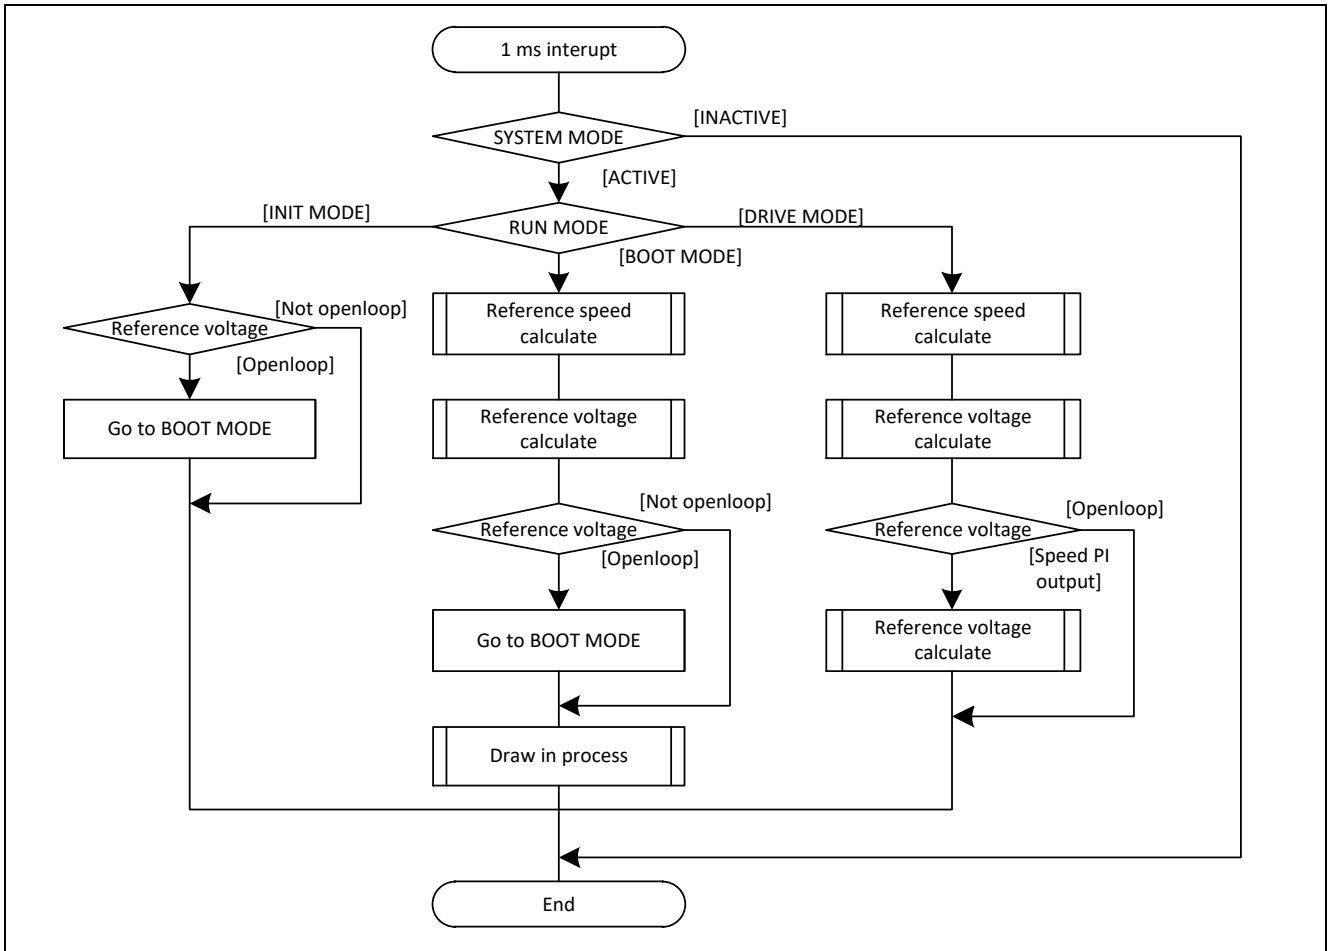 1 ms interupt
SYSTEM MODE
[INACTIVE]
[ACTIVE]
RUN MODE
[INIT MODE]
[DRIVE MODE]
[BOOT MODE]
Reference voltage
[Not openloop]
[Openloop]
Go to BOOT MODE
Reference speed
calculate
Reference voltage
calculate
Reference voltage
[Not openloop]
[Openloop]
Go to BOOT MODE
Draw in process
Reference speed
calculate
Reference voltage
calculate
Reference voltage
[Openloop]
[Speed PI
output]
Reference voltage
calculate
End